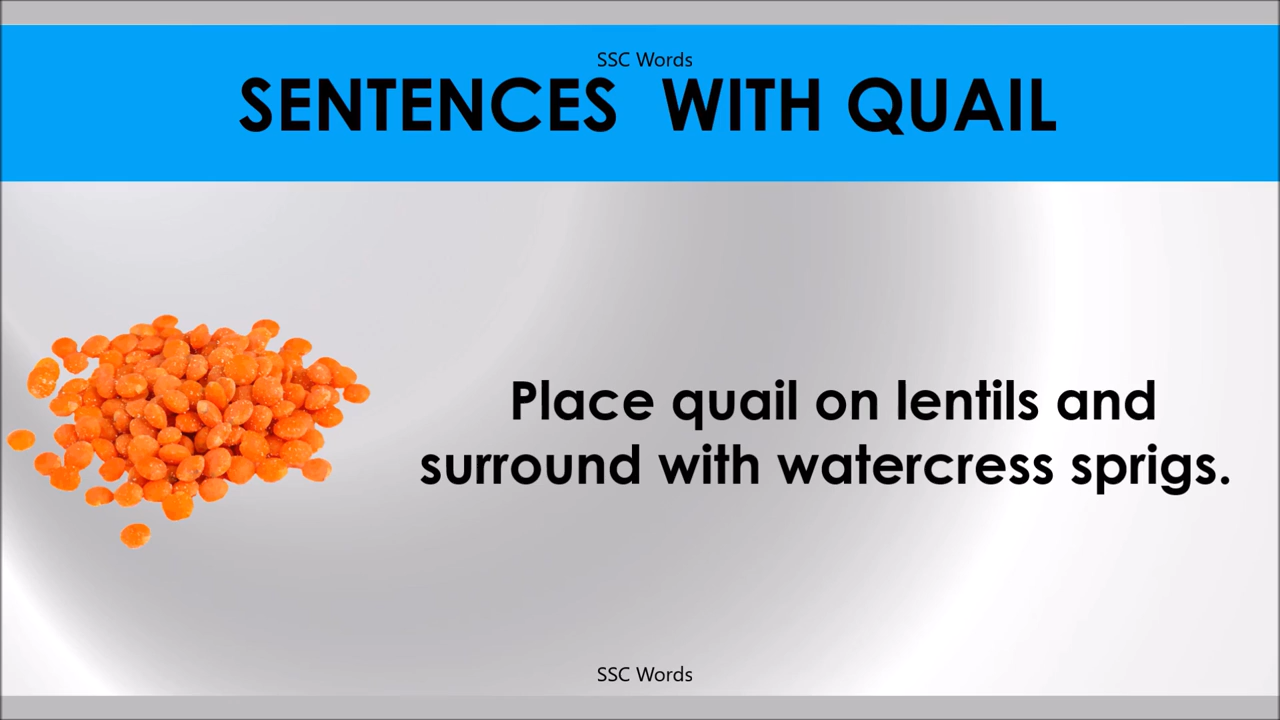 SSC Words
SENTENCES WITH QUAIL
Place quail on lentils and
surround with watercress sprigs.
SSC Words